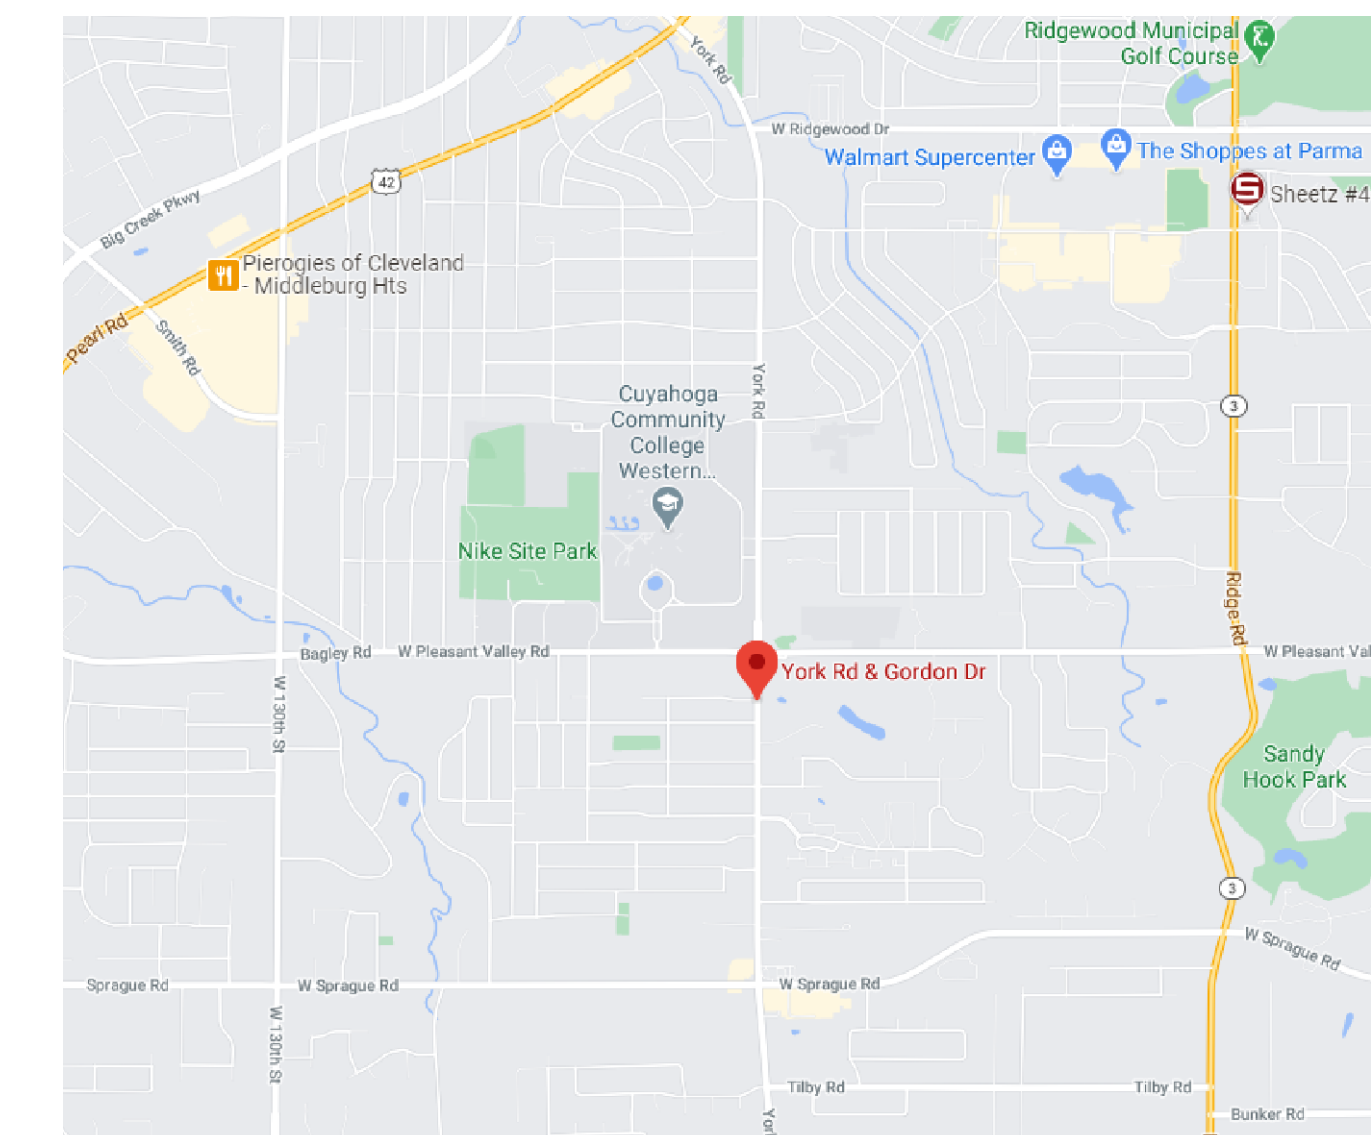 Ridgewood Municipal
Golf Course
York Rd
W Ridgewood Dr
Walmart Supercenter
The Shoppes at Parma
42
Sheetz #4
Big Creek Pkwy
Pierogies of Cleveland
- Middleburg Hts
Pearl Rd
Smith Rd
York Rd
Cuyahoga
Community
College
Western...
3
Nike Site Park
Ridge Rd
Bagley Rd
W Pleasant Valley Rd
W Pleasant Val
York Rd & Gordon Dr
W 130th St
Sandy
Hook Park
3
W Sprague Rd
Sprague Rd
W Sprague Rd
W Sprague Rd
W 130th St
Tilby Rd
Tilby Rd
Bunker Rd
Yor